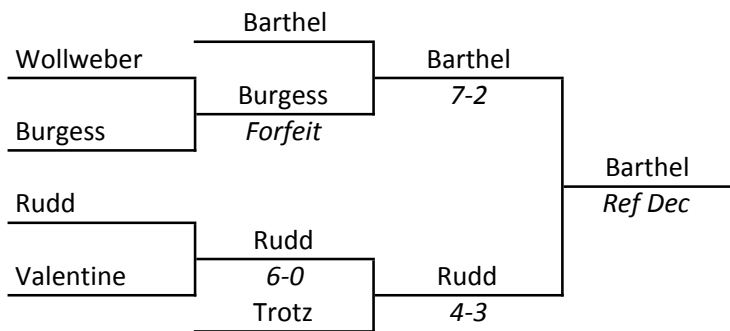 Barthel
Wollweber
Barthel
Burgess
7-2
Burgess
Forfeit
Barthel
Rudd
Ref Dec
Rudd
Valentine
6-0
Rudd
Trotz
4-3